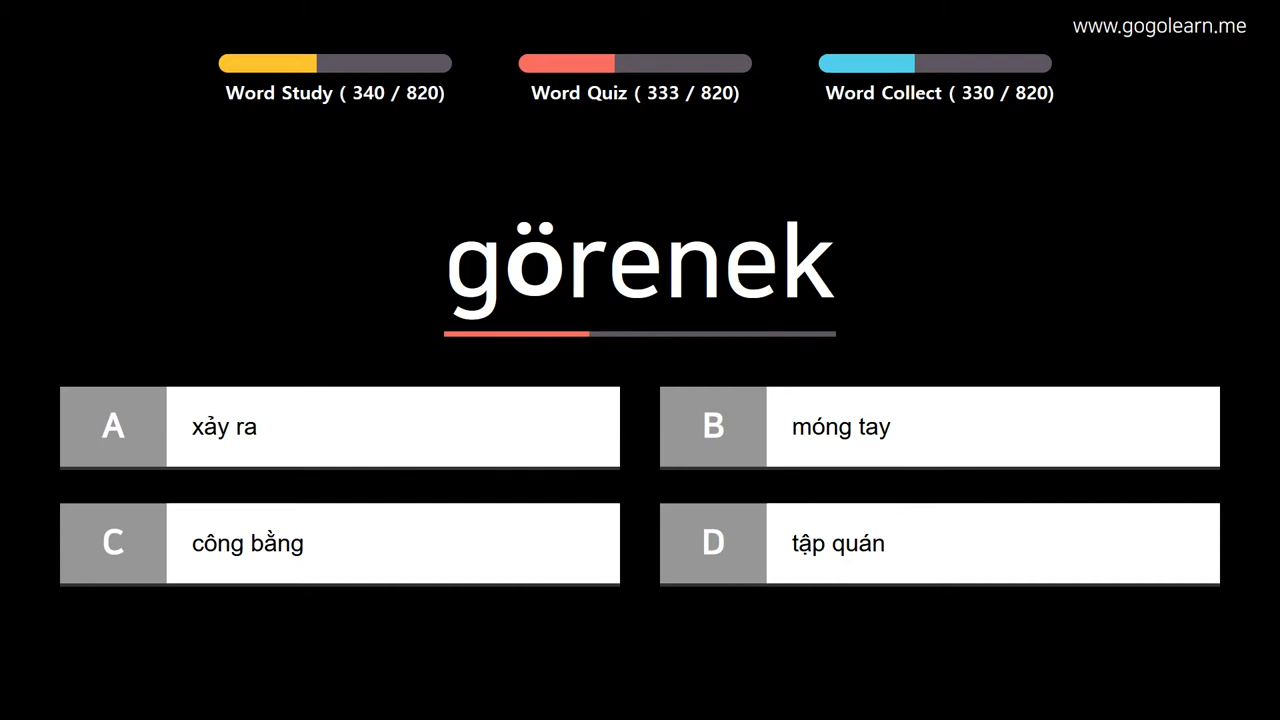 www.gogolearn.me
Word Study ( 340 / 820)
Word Quiz ( 333 / 820)
Word Collect ( 330 / 820)
görenek
A xảy ra
B móng tay
C công bằng
D tập quán